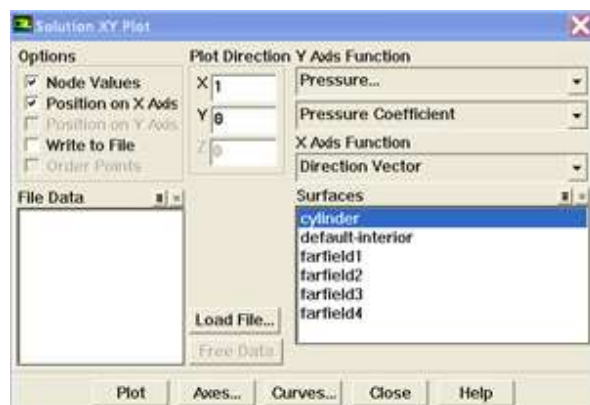 Solution XY Plot
Options
Node Values
Position on X Axis
Position on Y Axis
Write to File
Order Points
Plot Direction
X 1
Y 0
Z 0
Y Axis Function
Pressure...
Pressure Coefficient
X Axis Function
Direction Vector
File Data
Load File...
Free Data
Surfaces
cylinder
default-interior
farfield1
farfield2
farfield3
farfield4
Plot
Axes...
Curves...
Close
Help